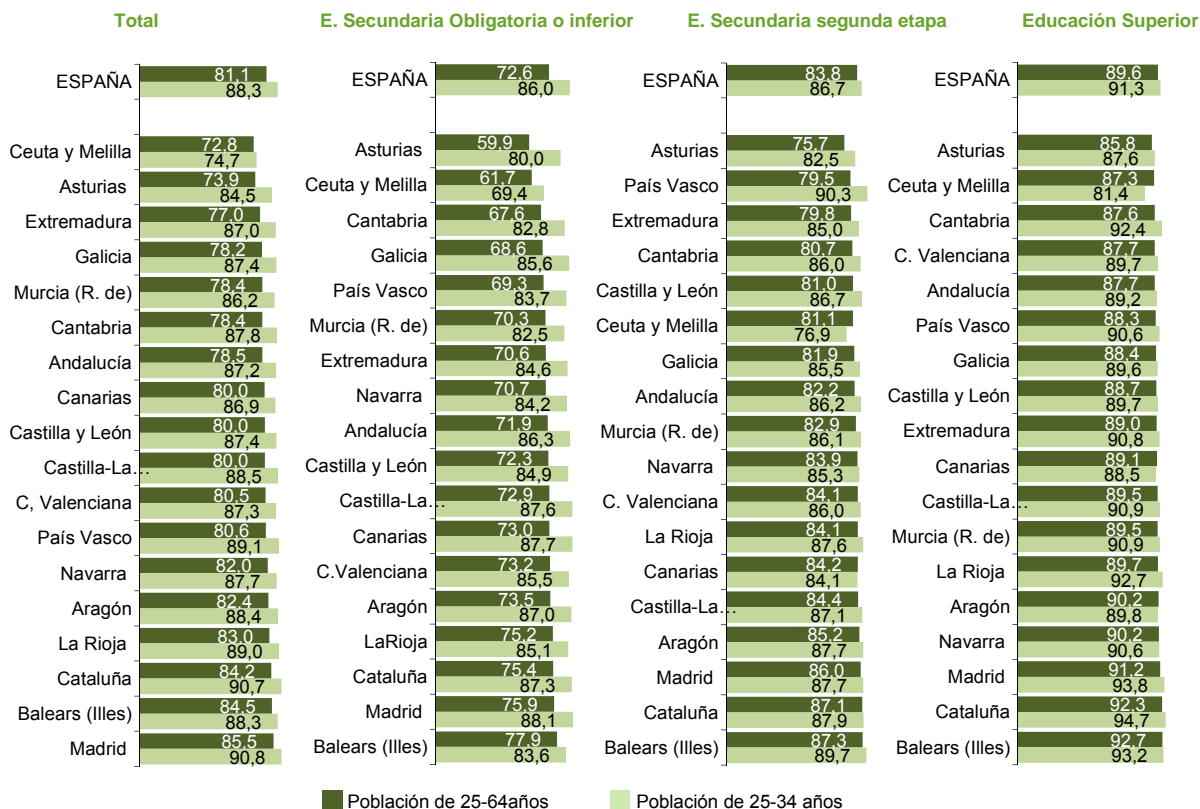 Total
ESPAÑA 81,1
88,3
Ceuta y Melilla 72,8
74,7
Asturias 73,9
84,5
Extremadura 77,0
87,0
Galicia 78,2
87,4
Murcia (R. de) 78,4
86,2
Cantabria 78,4
87,8
Andalucía 78,5
87,2
Canarias 80,0
86,9
Castilla y León 80,0
87,4
Castilla-La… 80,0
88,5
C, Valenciana 80,5
87,3
País Vasco 80,6
89,1
Navarra 82,0
87,7
Aragón 82,4
88,4
La Rioja 83,0
89,0
Cataluña 84,2
90,7
Balears (Illes) 84,5
88,3
Madrid 85,5
90,8
E. Secundaria Obligatoria o inferior
ESPAÑA 72,6
86,0
Asturias 59,9
80,0
Ceuta y Melilla 61,7
69,4
Cantabria 67,6
82,8
Galicia 68,6
85,6
País Vasco 69,3
83,7
Murcia (R. de) 70,3
82,5
Extremadura 70,6
84,6
Navarra 70,7
84,2
Andalucía 71,9
86,3
Castilla y León 72,3
84,9
Castilla-La… 72,9
87,6
Canarias 73,0
87,7
C.Valenciana 73,2
85,5
Aragón 73,5
87,0
LaRioja 75,2
85,1
Cataluña 75,4
87,3
Madrid 75,9
88,1
Balears (Illes) 77,9
83,6
E. Secundaria segunda etapa
ESPAÑA 83,8
86,7
Asturias 75,7
82,5
País Vasco 79,5
90,3
Extremadura 79,8
85,0
Cantabria 80,7
86,0
Castilla y León 81,0
86,7
Ceuta y Melilla 81,1
76,9
Galicia 81,9
85,5
Andalucía 82,2
86,2
Murcia (R. de) 82,9
86,1
Navarra 83,9
85,3
C. Valenciana 84,1
86,0
La Rioja 84,1
87,6
Canarias 84,2
84,1
Castilla-La… 84,4
87,1
Aragón 85,2
87,7
Madrid 86,0
87,7
Cataluña 87,1
87,9
Balears (Illes) 87,3
89,7
Educación Superior
ESPAÑA 89,6
91,3
Asturias 85,8
87,6
Ceuta y Melilla 87,3
81,4
Cantabria 87,6
92,4
C. Valenciana 87,7
89,7
Andalucía 87,7
89,2
País Vasco 88,3
90,6
Galicia 88,4
89,6
Castilla y León 88,7
89,7
Extremadura 89,0
90,8
Canarias 89,1
88,5
Castilla-La… 89,5
90,9
Murcia (R. de) 89,5
90,9
La Rioja 89,7
92,7
Aragón 90,2
89,8
Navarra 90,2
90,6
Madrid 91,2
93,8
Cataluña 92,3
94,7
Balears (Illes) 92,7
93,2
Población de 25-64años
Población de 25-34 años